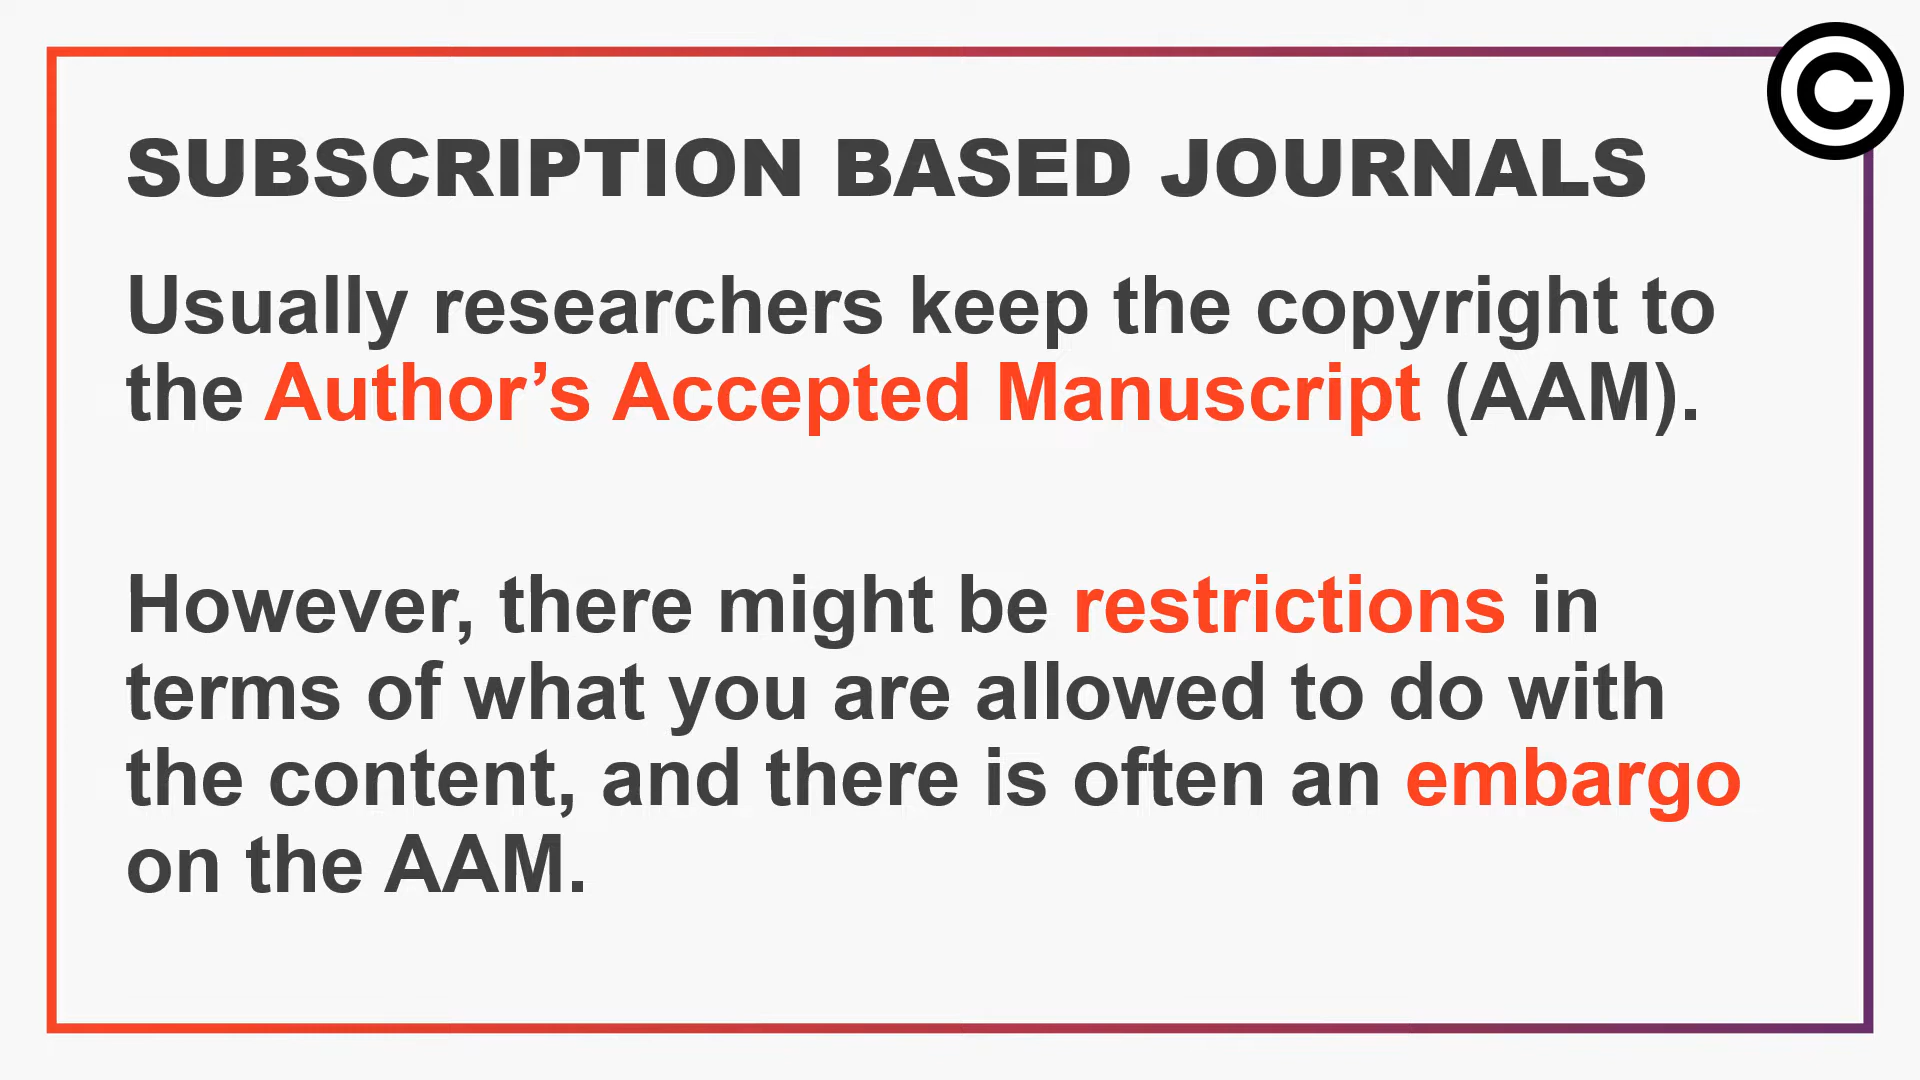 SUBSCRIPTION BASED JOURNALS
Usually researchers keep the copyright to
the Author’s Accepted Manuscript (AAM).
However, there might be restrictions in
terms of what you are allowed to do with
the content, and there is often an embargo
on the AAM.